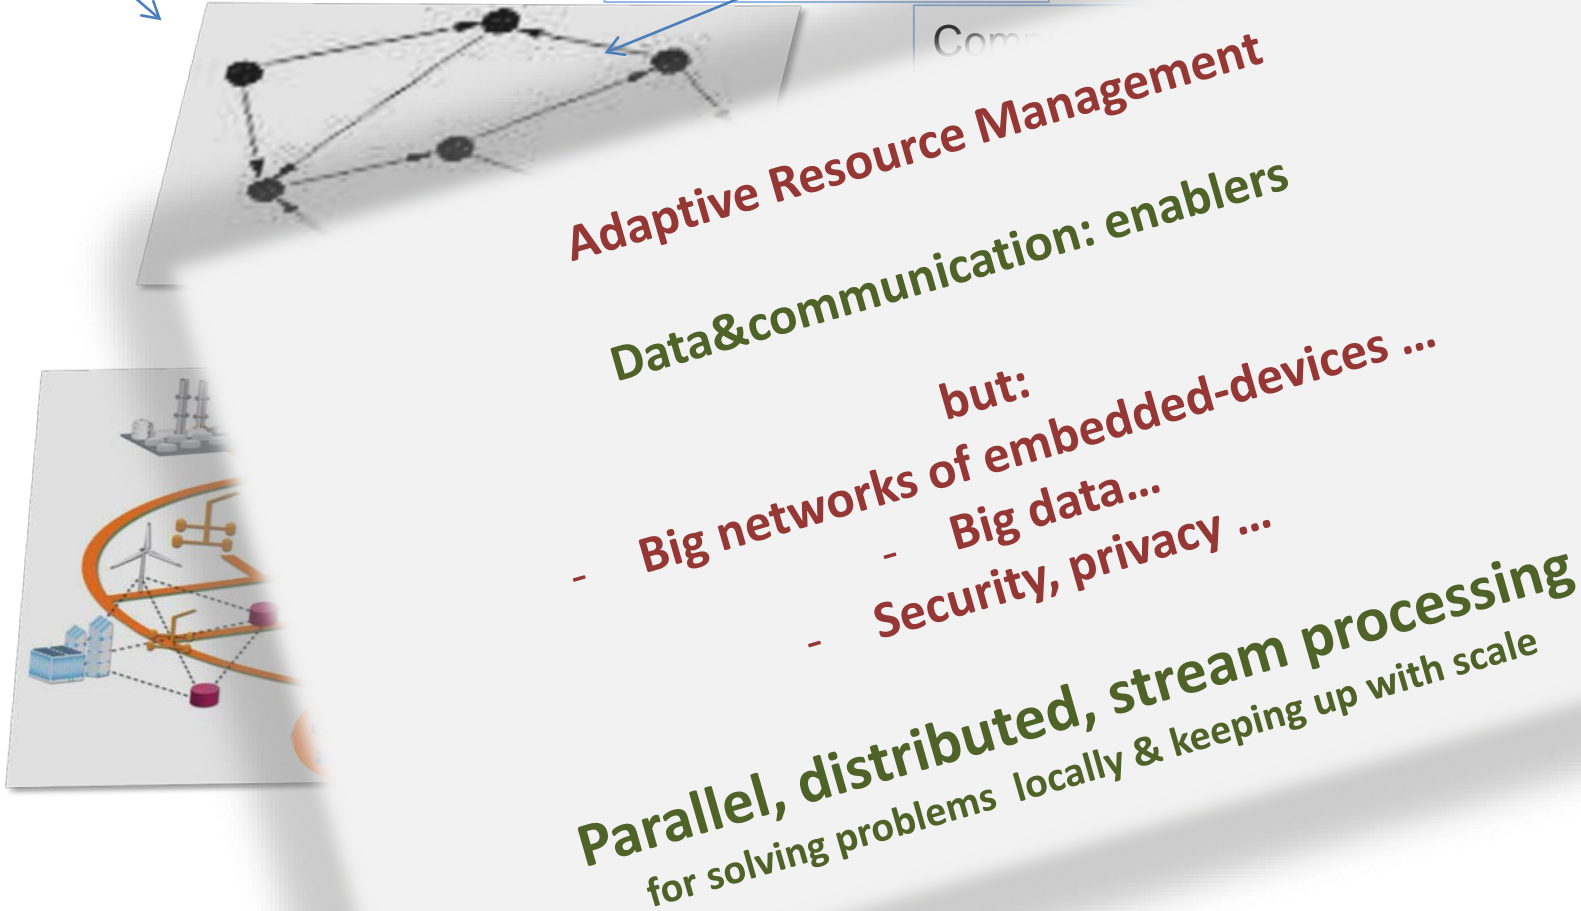 Adaptive Resource Management
Data&communication: enablers
but:
- Big networks of embedded-devices ...
- Big data...
- Security, privacy ...
Parallel, distributed, stream processing
for solving problems locally & keeping up with scale